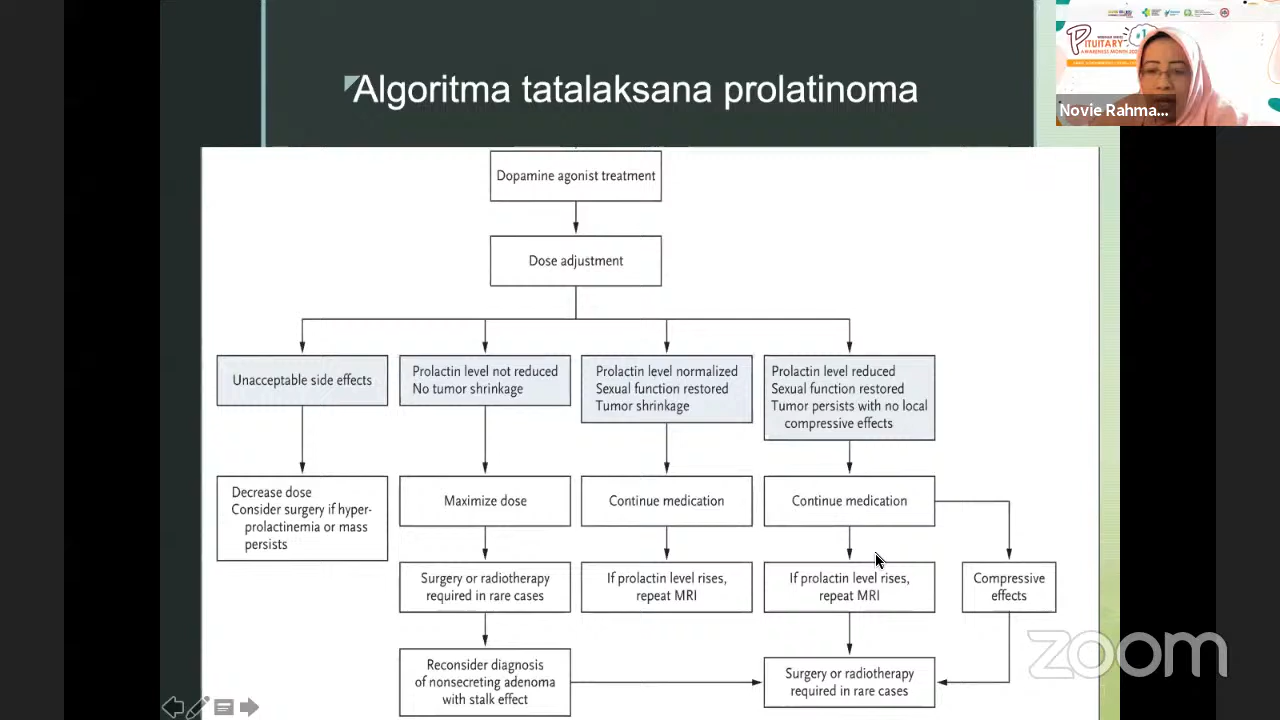 Algoritma tatalaksana prolatinoma
PITUITARY
#1
Novie Rahma...
Dopamine agonist treatment
Dose adjustment
Unacceptable side effects
Prolactin level not reduced
No tumor shrinkage
Prolactin level normalized
Sexual function restored
Tumor shrinkage
Prolactin level reduced
Sexual function restored
Tumor persists with no local
compressive effects
Decrease dose
Consider surgery if hyper-
prolactinemia or mass
persists
Maximize dose
Continue medication
Continue medication
Surgery or radiotherapy
required in rare cases
If prolactin level rises,
repeat MRI
If prolactin level rises,
repeat MRI
Compressive
effects
Reconsider diagnosis
of nonsecreting adenoma
with stalk effect
Surgery or radiotherapy
required in rare cases
zoom